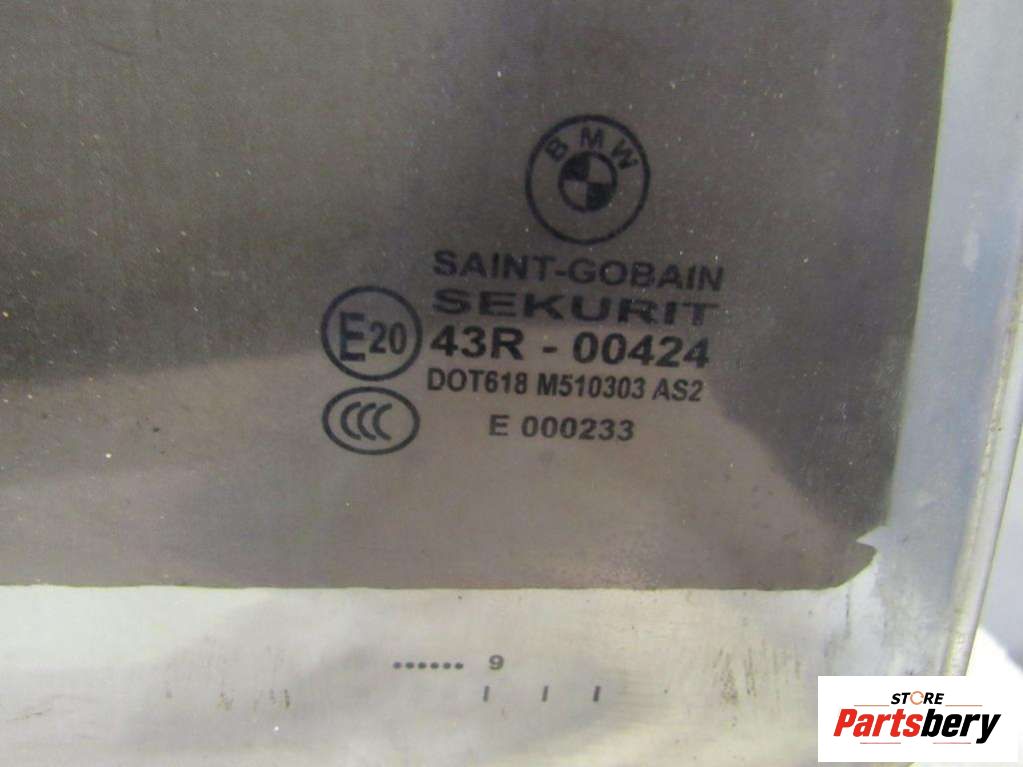 BMW
SAINT-GOBAIN
SEKURIT
E20 43R - 00424
DOT618 M510303 AS2
CCC E 000233
...... 9
STORE
Partsbery